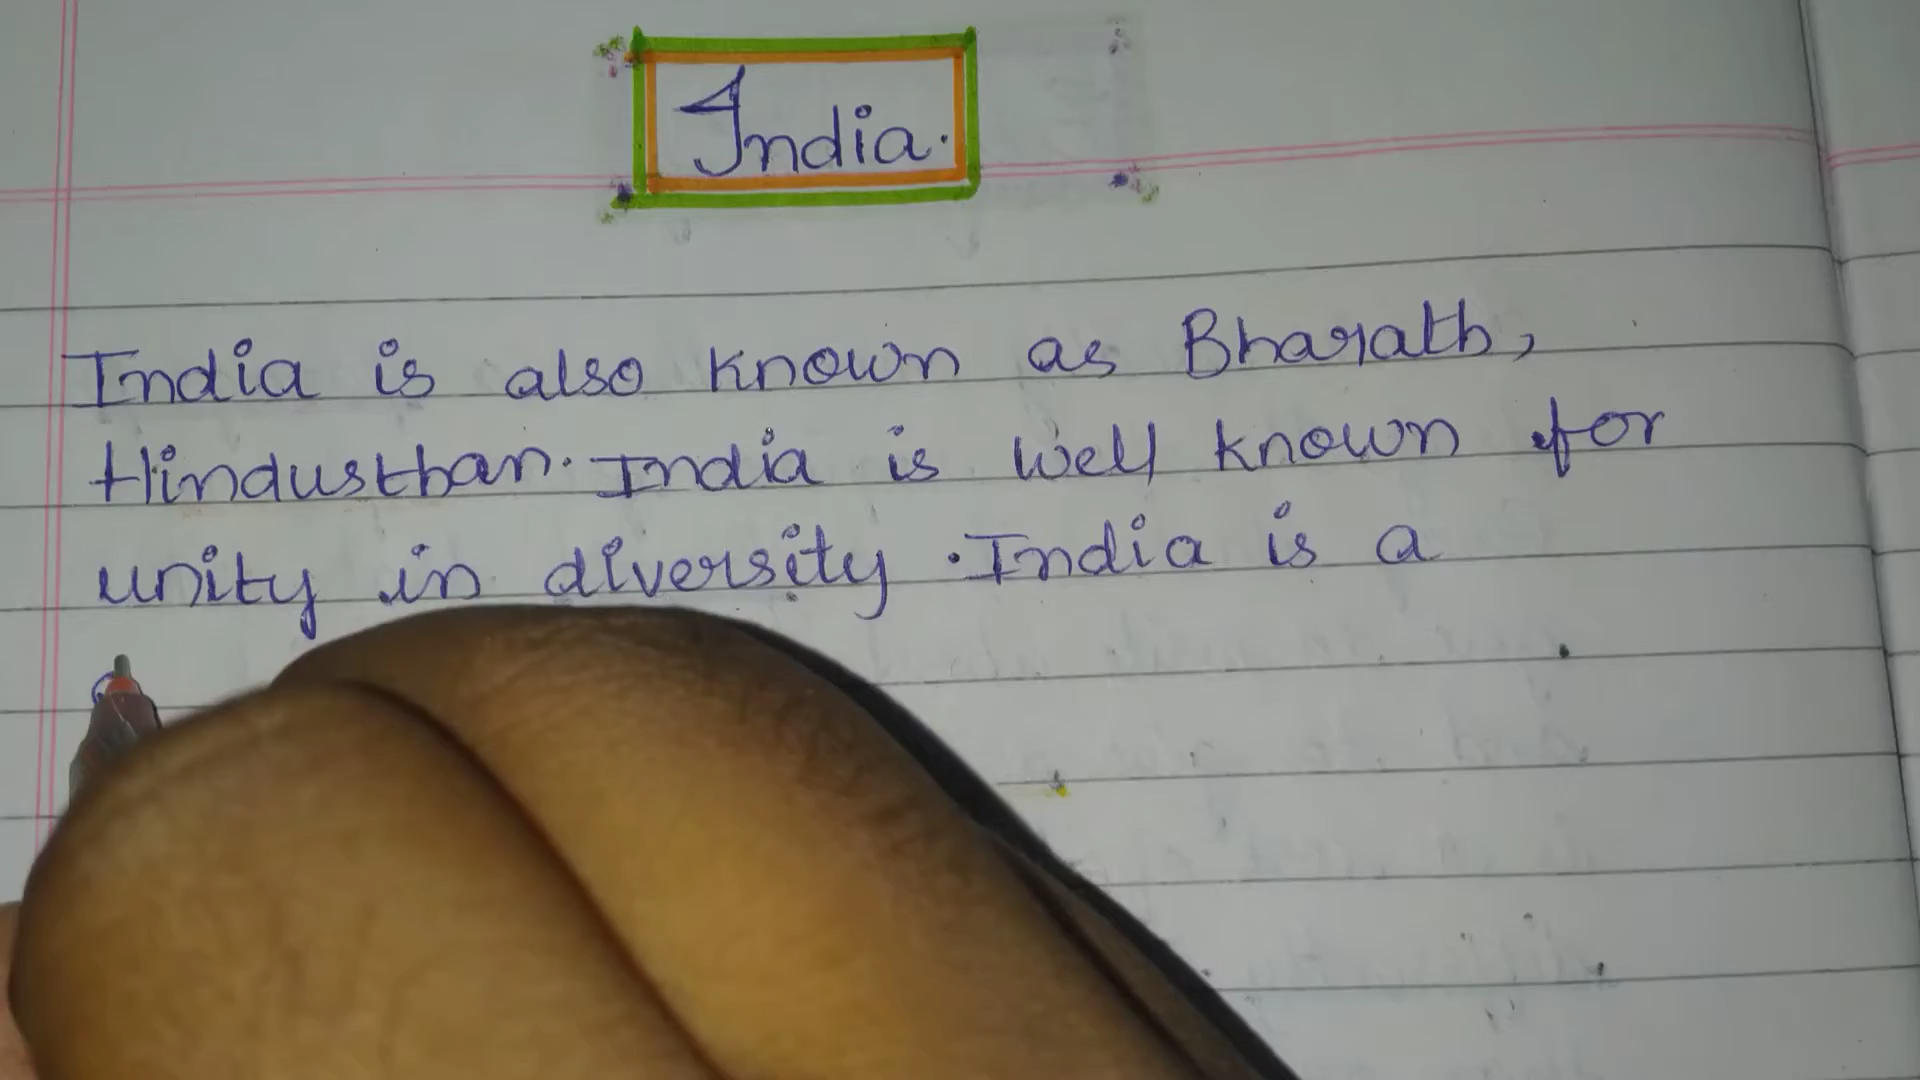 India.
India is also known as Bharath,
Hindusthan. India is well known for
unity in diversity. India is a